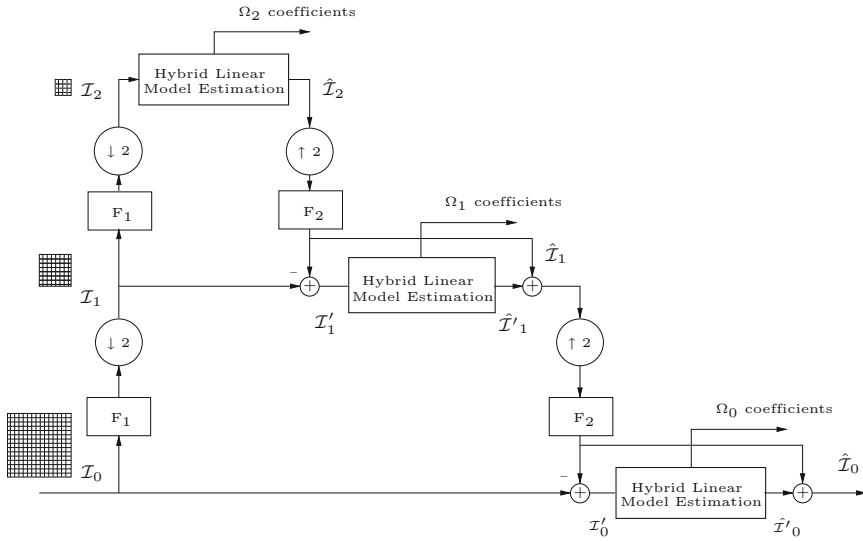 Ω₂ coefficients
Hybrid Linear
Model Estimation
ℐ₂
ℐ̂₂
↓ 2
↑ 2
F₁
F₂
Ω₁ coefficients
ℐ̂₁
Hybrid Linear
Model Estimation
–
+
+
ℐ₁
ℐ′₁
ℐ̂′₁
↓ 2
↑ 2
F₁
F₂
Ω₀ coefficients
ℐ₀
ℐ̂₀
Hybrid Linear
Model Estimation
–
+
+
ℐ′₀
ℐ̂′₀